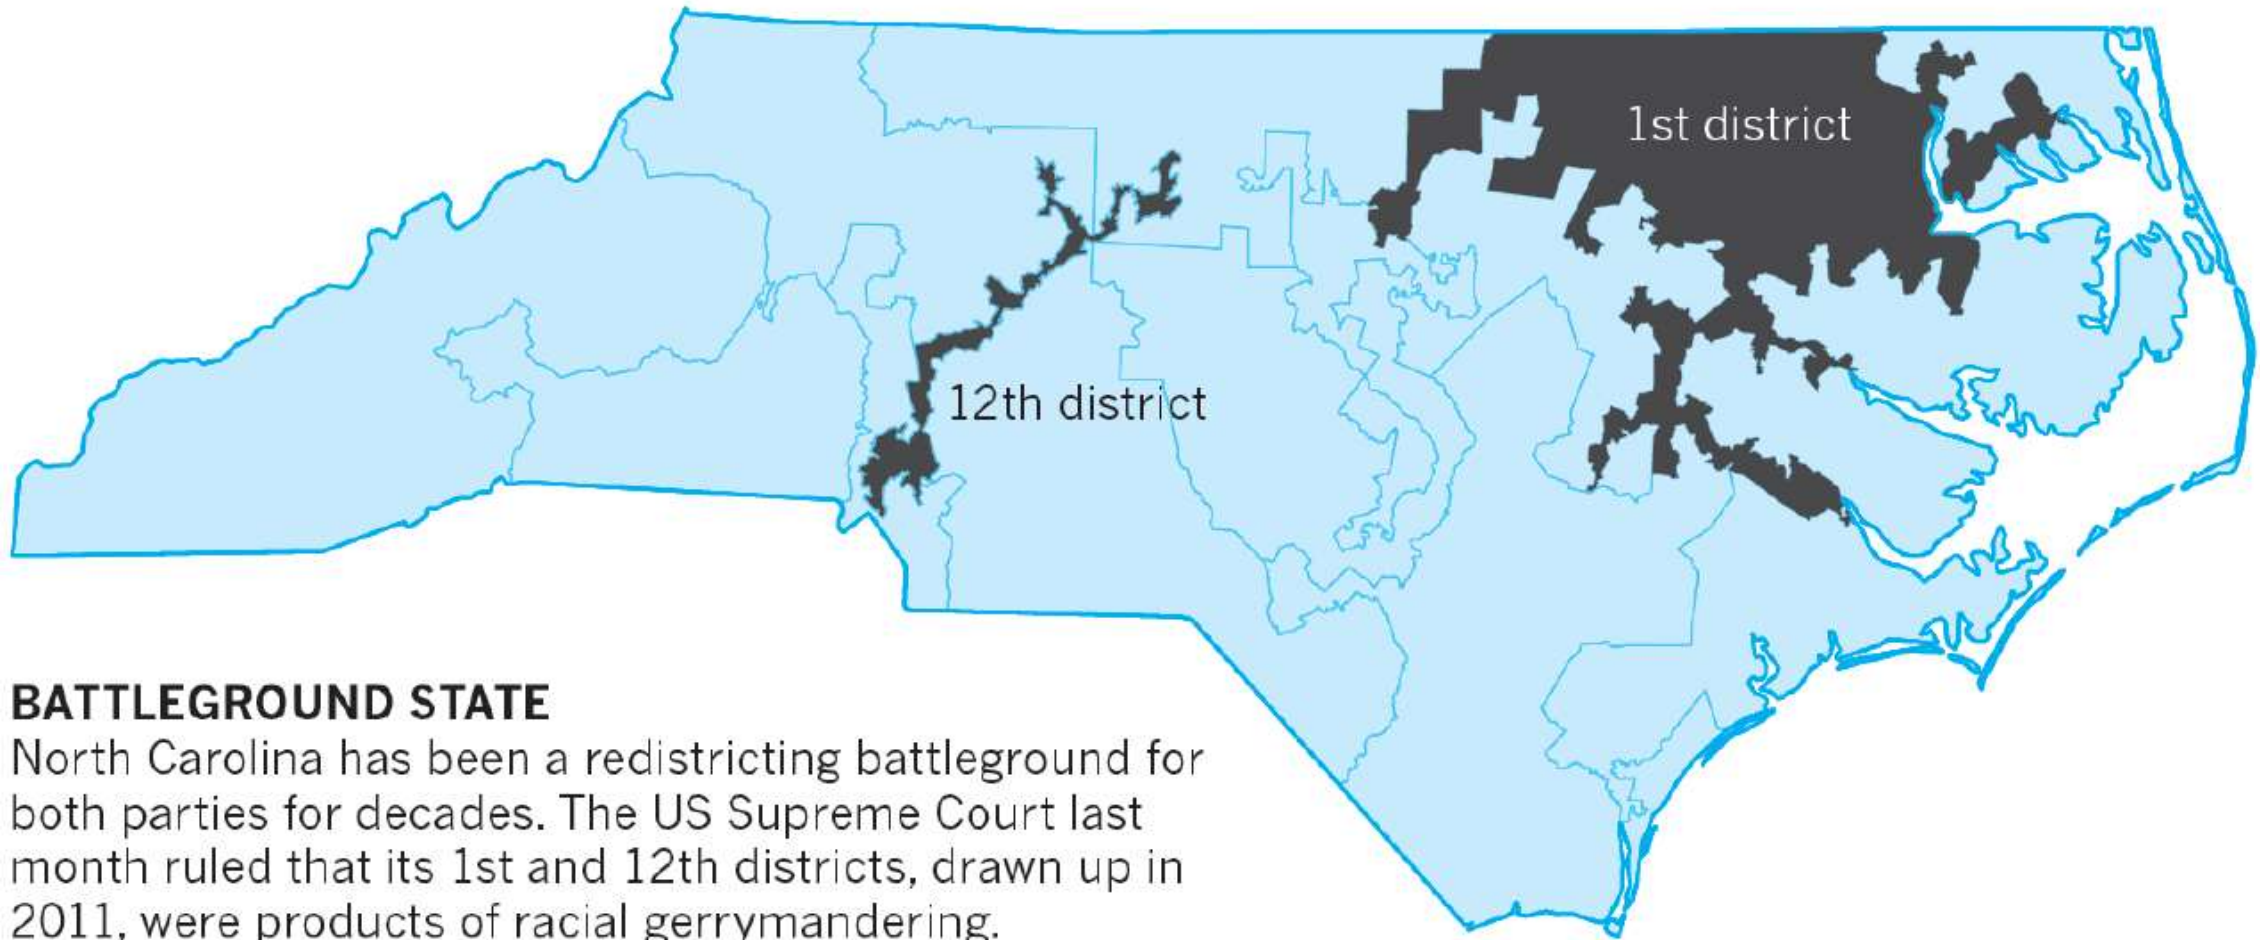 1st district
12th district
BATTLEGROUND STATE
North Carolina has been a redistricting battleground for
both parties for decades. The US Supreme Court last
month ruled that its 1st and 12th districts, drawn up in
2011, were products of racial gerrymandering.